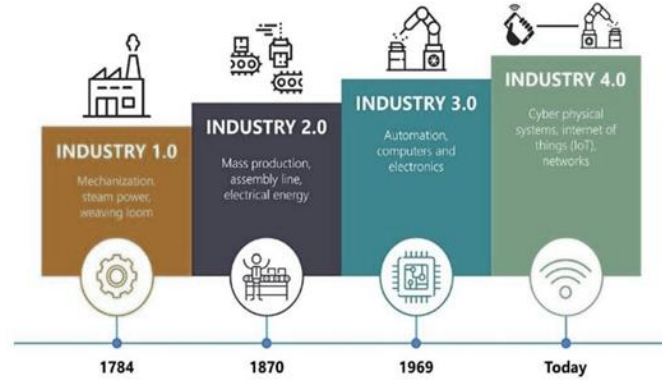 INDUSTRY 1.0
Mechanization,
steam power,
weaving loom
INDUSTRY 2.0
Mass production,
assembly line,
electrical energy
INDUSTRY 3.0
Automation,
computers and
electronics
INDUSTRY 4.0
Cyber physical
systems, internet of
things (IoT),
networks
1784
1870
1969
Today